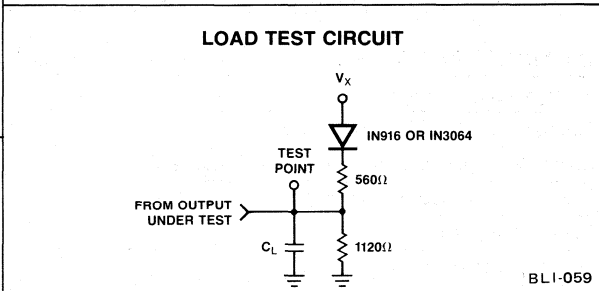 LOAD TEST CIRCUIT
VX
IN916 OR IN3064
TEST
POINT
560Ω
FROM OUTPUT
UNDER TEST
CL
1120Ω
BLI-059